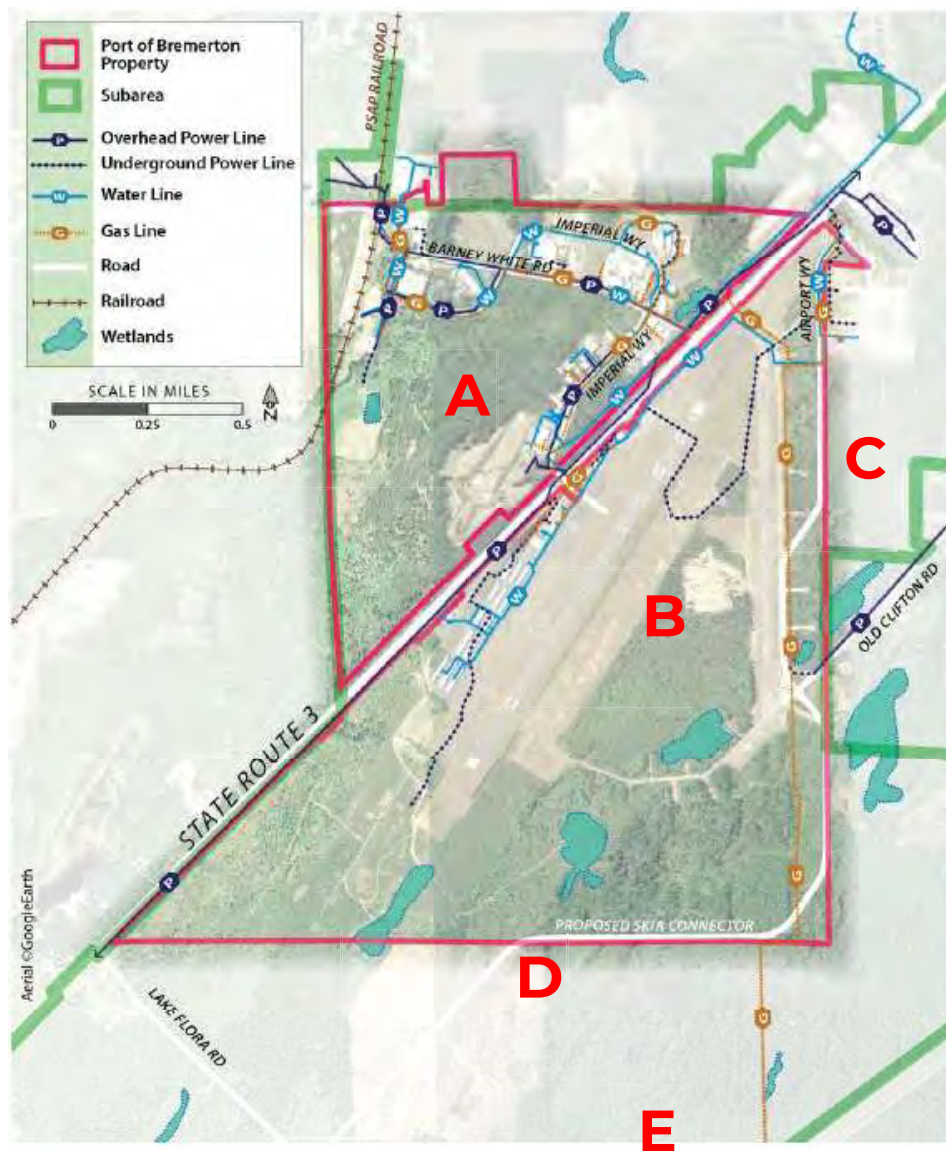 Port of Bremerton
Property
Subarea
P
Overhead Power Line
Underground Power Line
W
Water Line
G
Gas Line
Road
Railroad
Wetlands
SCALE IN MILES
0 0.25 0.5
N
PSAP RAILROAD
W
P
W
G
W
P
G
P
W
BARNEY WHITE RD
IMPERIAL WY
W
G
G
P
W
G
IMPERIAL WY
P
W
W
P
P
G
AIRPORT WY
W
G
A
G
C
G
P
W
B
P
OLD CLIFTON RD
G
STATE ROUTE 3
P
G
PROPOSED SKIA CONNECTOR
D
Aerial ©GoogleEarth
LAKE FLORA RD
G
E